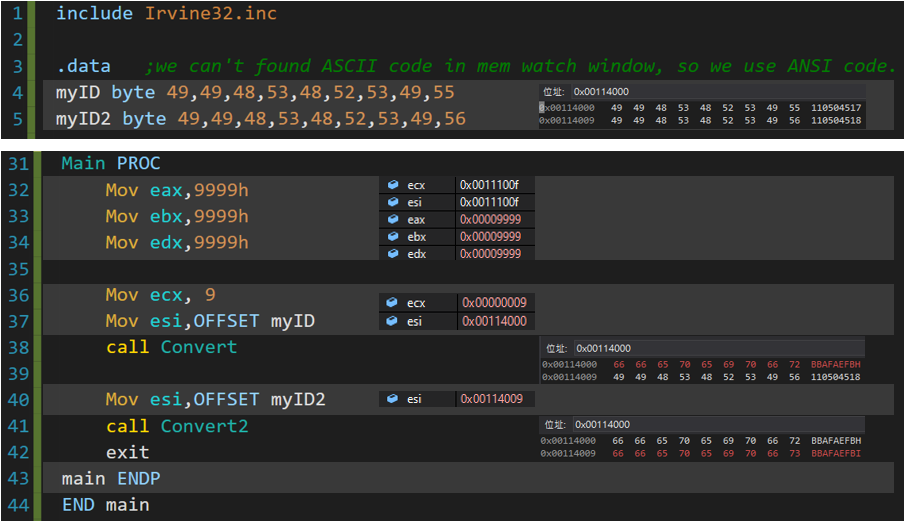 1 include Irvine32.inc
2
3 .data ;we can't found ASCII code in mem watch window, so we use ANSI code.
4 myID byte 49,49,48,53,48,52,53,49,55
5 myID2 byte 49,49,48,53,48,52,53,49,56
位址: 0x00114000
0x00114000 49 49 48 53 48 52 53 49 55 110504517
0x00114009 49 49 48 53 48 52 53 49 56 110504518
31 Main PROC
32 Mov eax,9999h
33 Mov ebx,9999h
34 Mov edx,9999h
ecx 0x0011100f
esi 0x0011100f
eax 0x00009999
ebx 0x00009999
edx 0x00009999
35
36 Mov ecx, 9
37 Mov esi,OFFSET myID
ecx 0x00000009
esi 0x00114000
38 call Convert
39
位址: 0x00114000
0x00114000 66 66 65 70 65 69 70 66 72 BBAFAEFBH
0x00114009 49 49 48 53 48 52 53 49 56 110504518
40 Mov esi,OFFSET myID2
esi 0x00114009
41 call Convert2
42 exit
位址: 0x00114000
0x00114000 66 66 65 70 65 69 70 66 72 BBAFAEFBH
0x00114009 66 66 65 70 65 69 70 66 73 BBAFAEFBI
43 main ENDP
44 END main